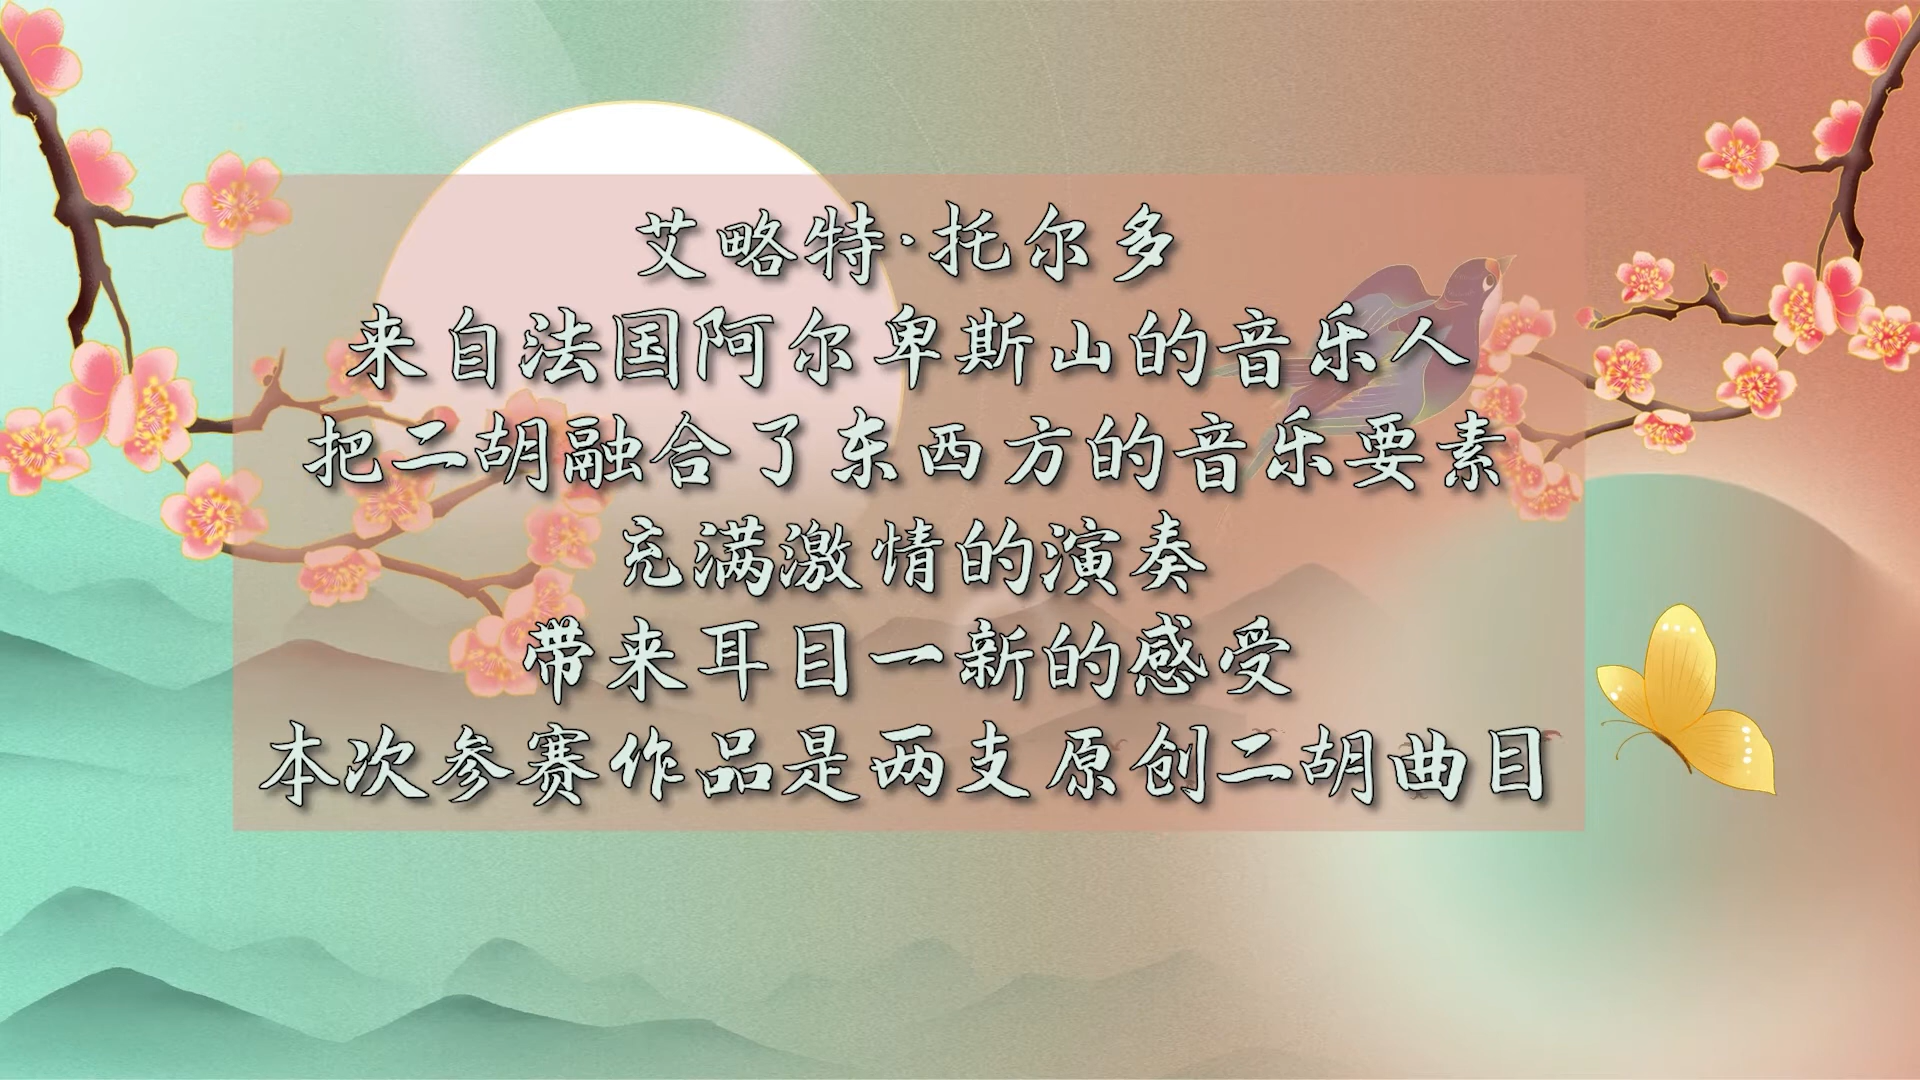 艾略特·托尔多
来自法国阿尔卑斯山的音乐人
把二胡融合了东西方的音乐要素
充满激情的演奏
带来耳目一新的感受
本次参赛作品是两支原创二胡曲目